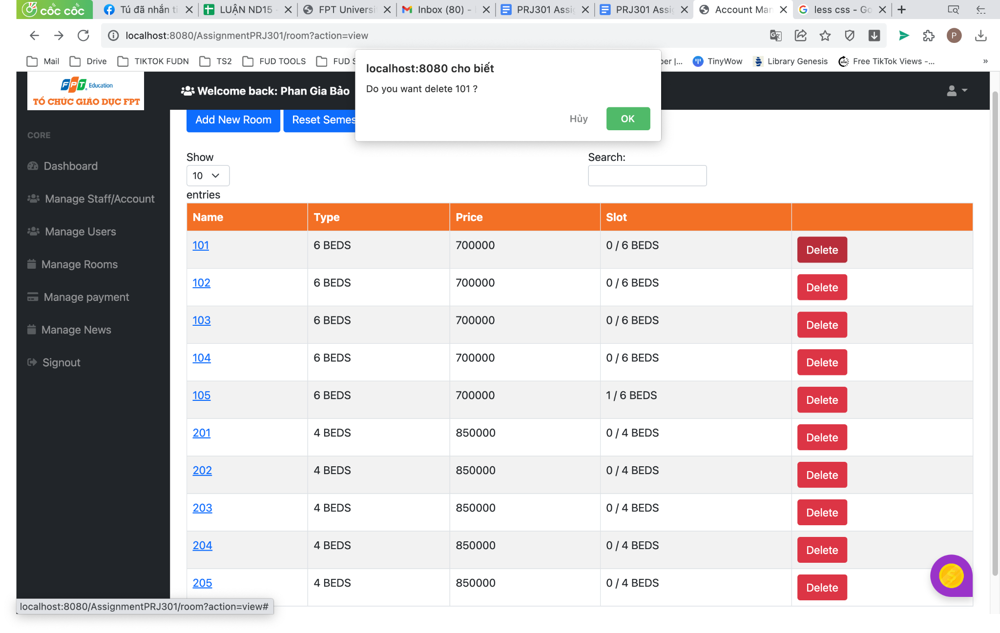 cốc cốc
Tú đã nhắn ti
LUẬN ND15 -
FPT Universi
Inbox (80) -
PRJ301 Assig
PRJ301 Assig
Account Man
less css - Go
localhost:8080/AssignmentPRJ301/room?action=view
P
Mail
Drive
TIKTOK FUDN
TS2
FUD TOOLS
FUD S
per |...
TinyWow
Library Genesis
Free TikTok Views -...
»
localhost:8080 cho biết
Do you want delete 101 ?
Hủy
OK
FPT Education
TỔ CHỨC GIÁO DỤC FPT
Welcome back: Phan Gia Bảo
CORE
Dashboard
Manage Staff/Account
Manage Users
Manage Rooms
Manage payment
Manage News
Signout
Add New Room
Reset Semes
Show
10
entries
Search:
Name Type Price Slot
101 6 BEDS 700000 0 / 6 BEDS Delete
102 6 BEDS 700000 0 / 6 BEDS Delete
103 6 BEDS 700000 0 / 6 BEDS Delete
104 6 BEDS 700000 0 / 6 BEDS Delete
105 6 BEDS 700000 1 / 6 BEDS Delete
201 4 BEDS 850000 0 / 4 BEDS Delete
202 4 BEDS 850000 0 / 4 BEDS Delete
203 4 BEDS 850000 0 / 4 BEDS Delete
204 4 BEDS 850000 0 / 4 BEDS Delete
205 4 BEDS 850000 0 / 4 BEDS Delete
localhost:8080/AssignmentPRJ301/room?action=view#